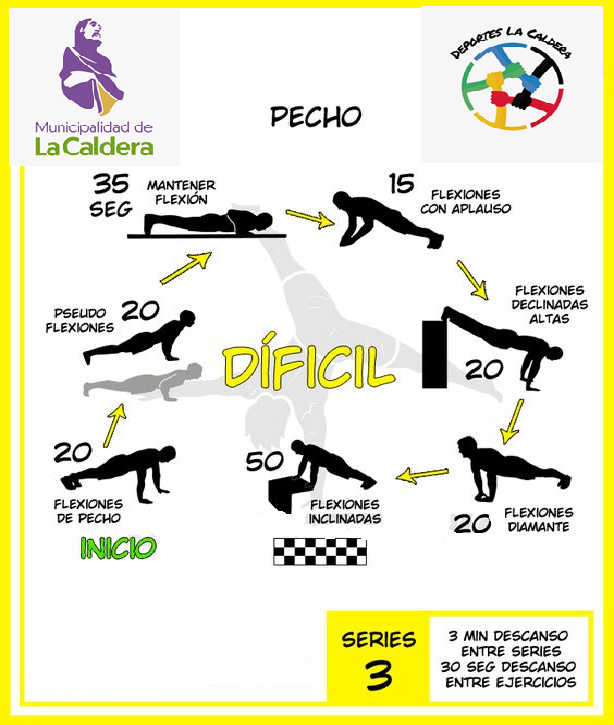 Municipalidad de
La Caldera
DEPORTES LA CALDERA
PECHO
35
SEG
MANTENER
FLEXIÓN
15
FLEXIONES
CON APLAUSO
PSEUDO
FLEXIONES
20
FLEXIONES
DECLINADAS
ALTAS
20
DÍFICIL
20
FLEXIONES
DE PECHO
INICIO
50
FLEXIONES
INCLINADAS
20
FLEXIONES
DIAMANTE
SERIES
3
3 MIN DESCANSO
ENTRE SERIES
30 SEG DESCANSO
ENTRE EJERCICIOS